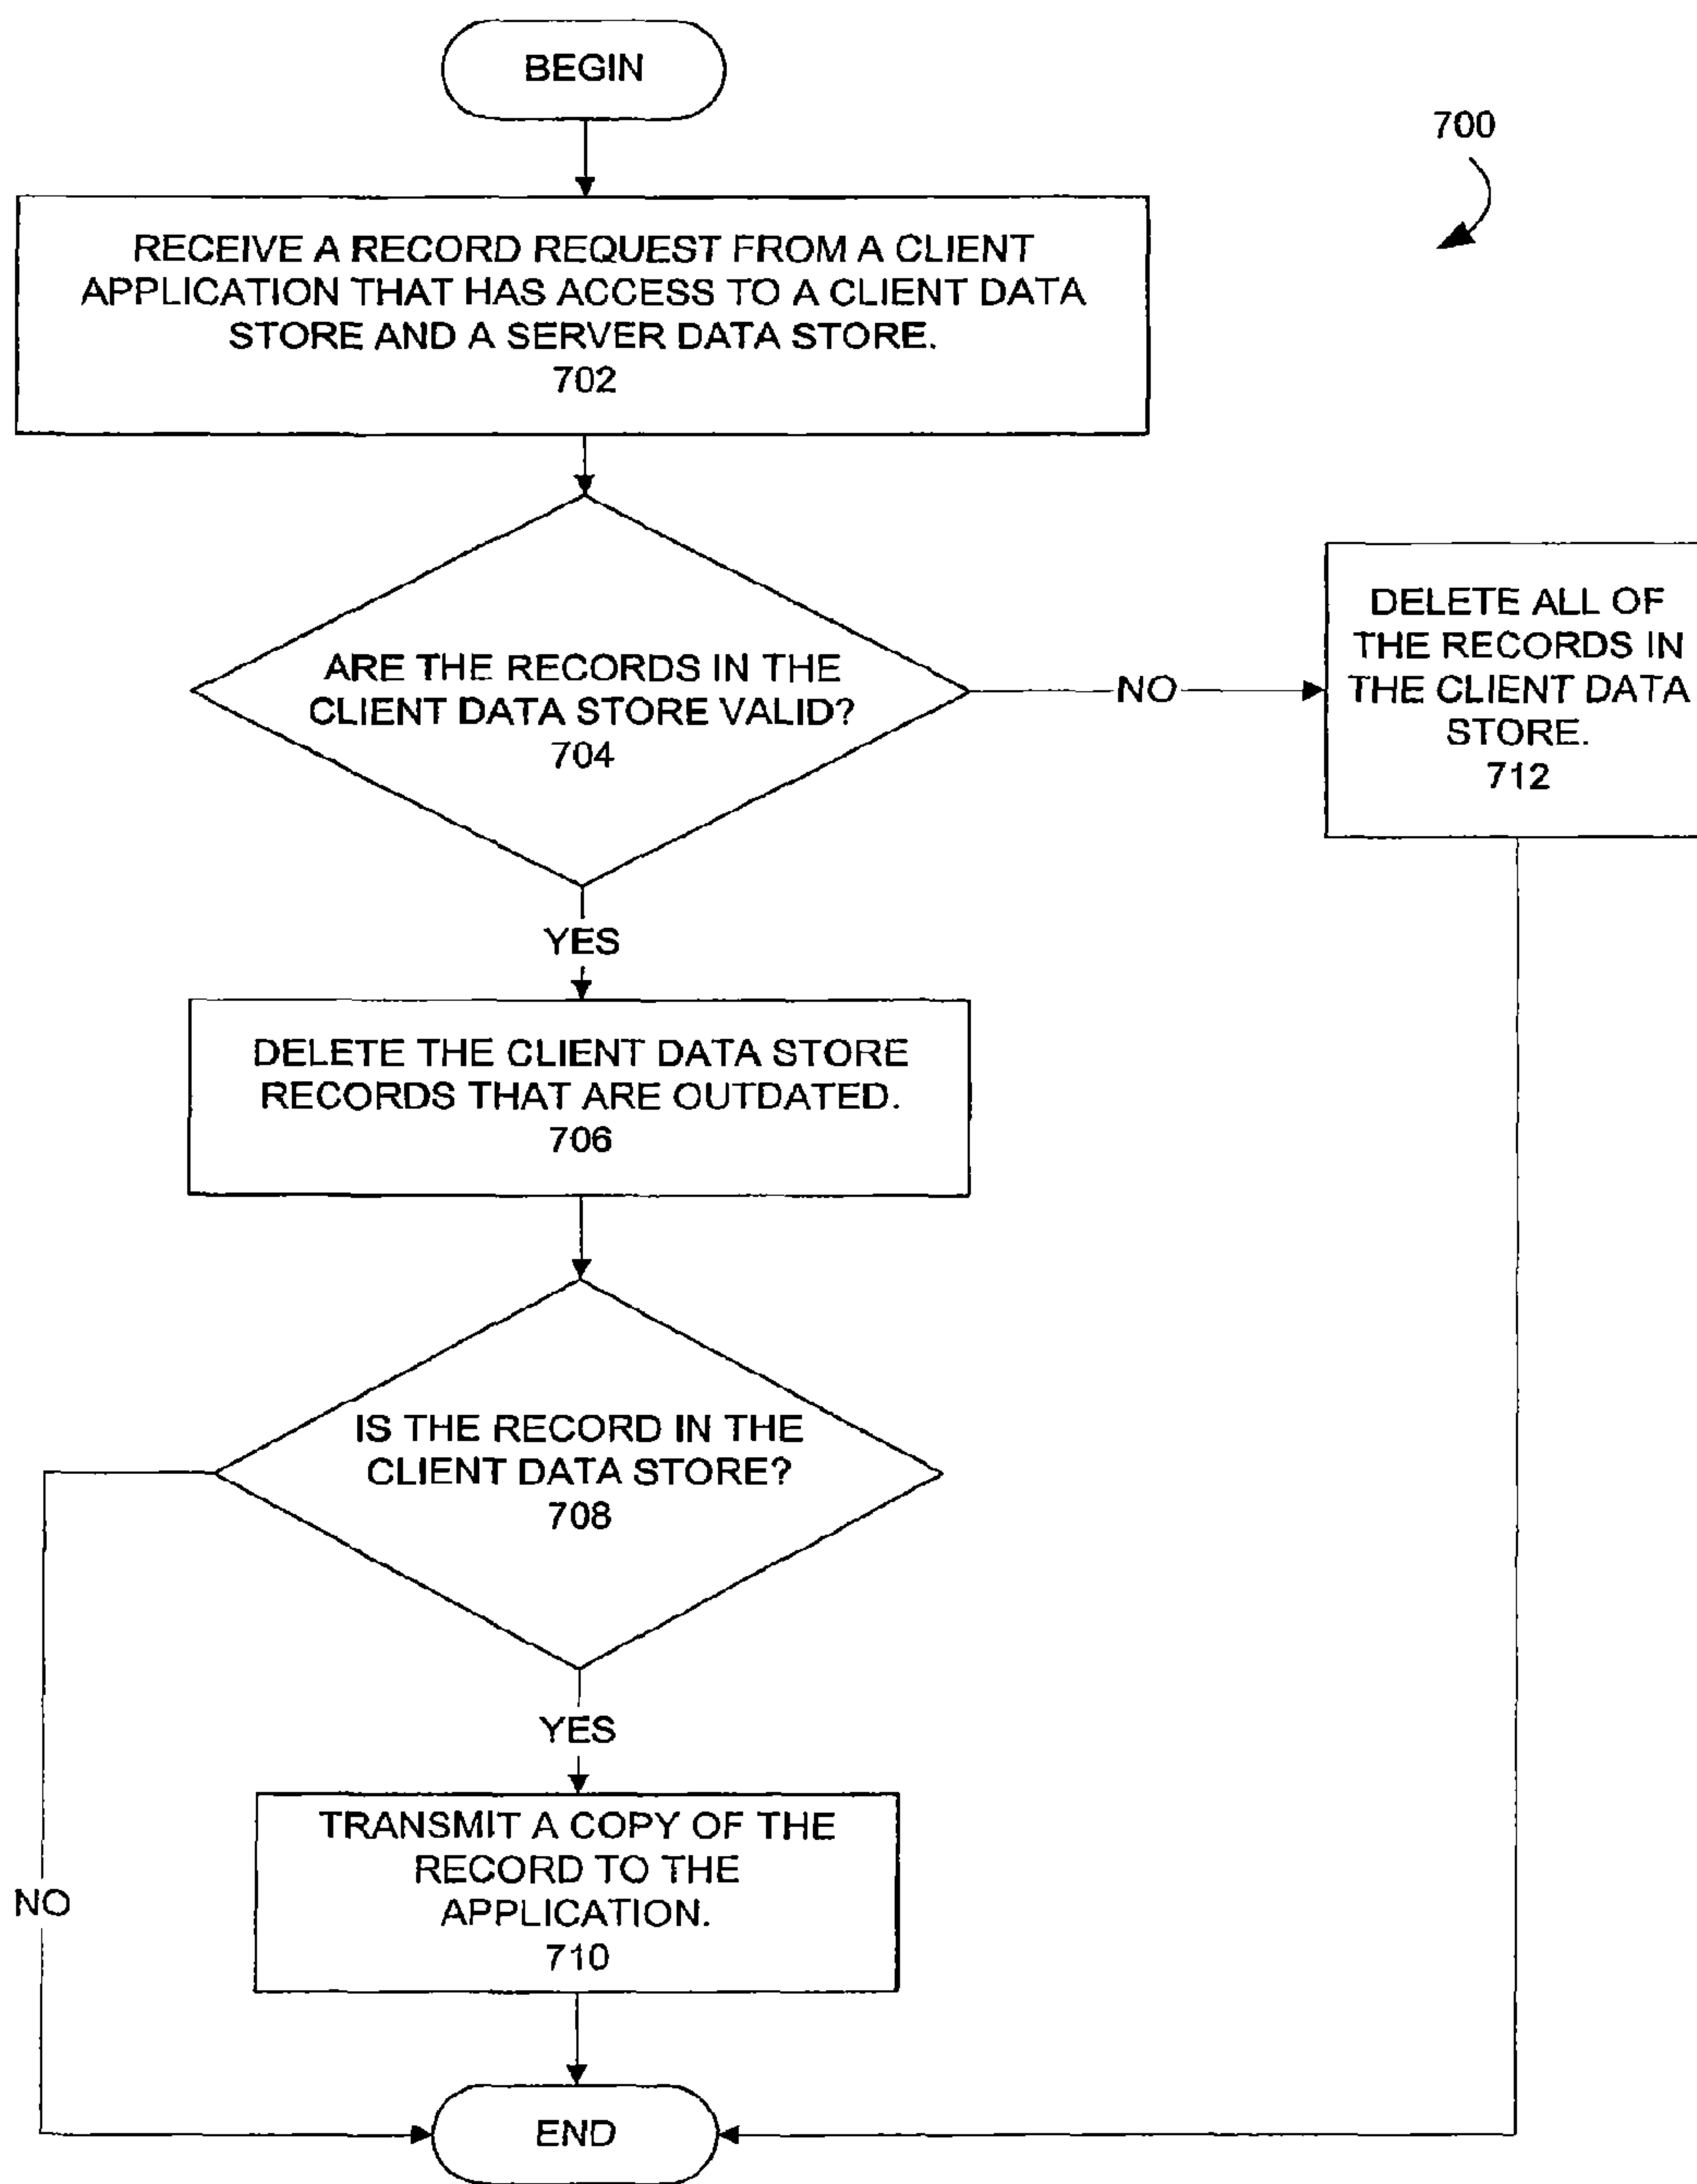 BEGIN
700
RECEIVE A RECORD REQUEST FROM A CLIENT
APPLICATION THAT HAS ACCESS TO A CLIENT DATA
STORE AND A SERVER DATA STORE.
702
ARE THE RECORDS IN THE
CLIENT DATA STORE VALID?
704
NO
DELETE ALL OF
THE RECORDS IN
THE CLIENT DATA
STORE.
712
YES
DELETE THE CLIENT DATA STORE
RECORDS THAT ARE OUTDATED.
706
IS THE RECORD IN THE
CLIENT DATA STORE?
708
YES
NO
TRANSMIT A COPY OF THE
RECORD TO THE
APPLICATION.
710
END